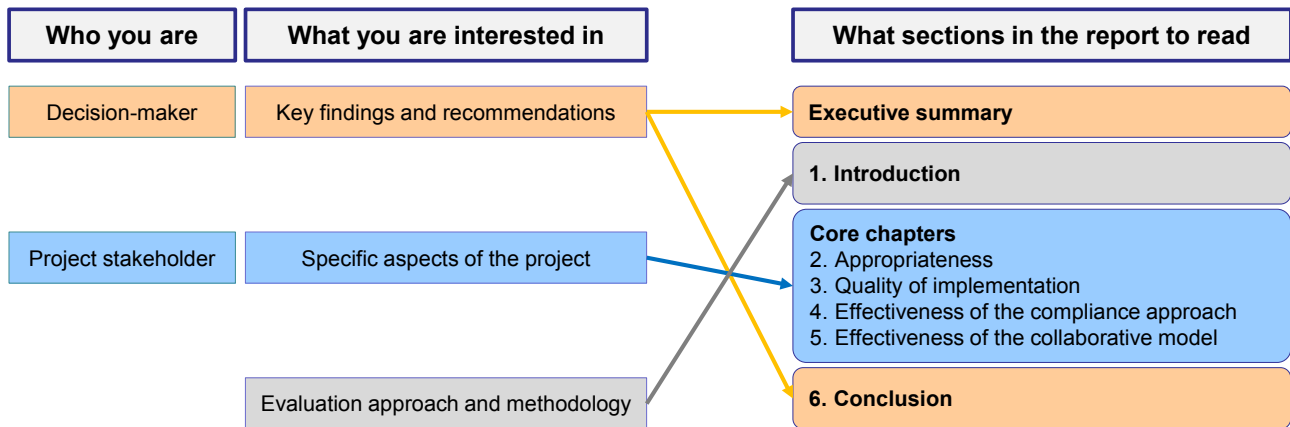 Who you are
What you are interested in
What sections in the report to read
Decision-maker
Key findings and recommendations
Executive summary
1. Introduction
Project stakeholder
Specific aspects of the project
Core chapters
2. Appropriateness
3. Quality of implementation
4. Effectiveness of the compliance approach
5. Effectiveness of the collaborative model
Evaluation approach and methodology
6. Conclusion